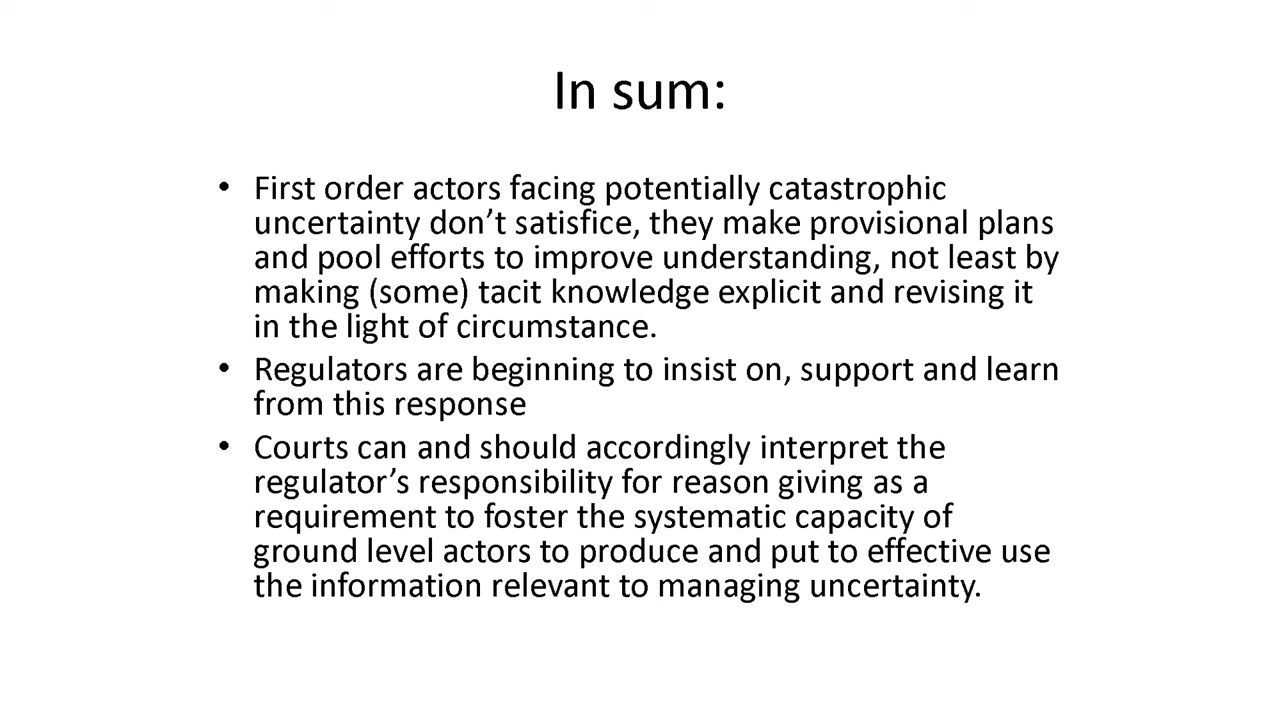 In sum:
• First order actors facing potentially catastrophic
uncertainty don’t satisfice, they make provisional plans
and pool efforts to improve understanding, not least by
making (some) tacit knowledge explicit and revising it
in the light of circumstance.
• Regulators are beginning to insist on, support and learn
from this response
• Courts can and should accordingly interpret the
regulator’s responsibility for reason giving as a
requirement to foster the systematic capacity of
ground level actors to produce and put to effective use
the information relevant to managing uncertainty.